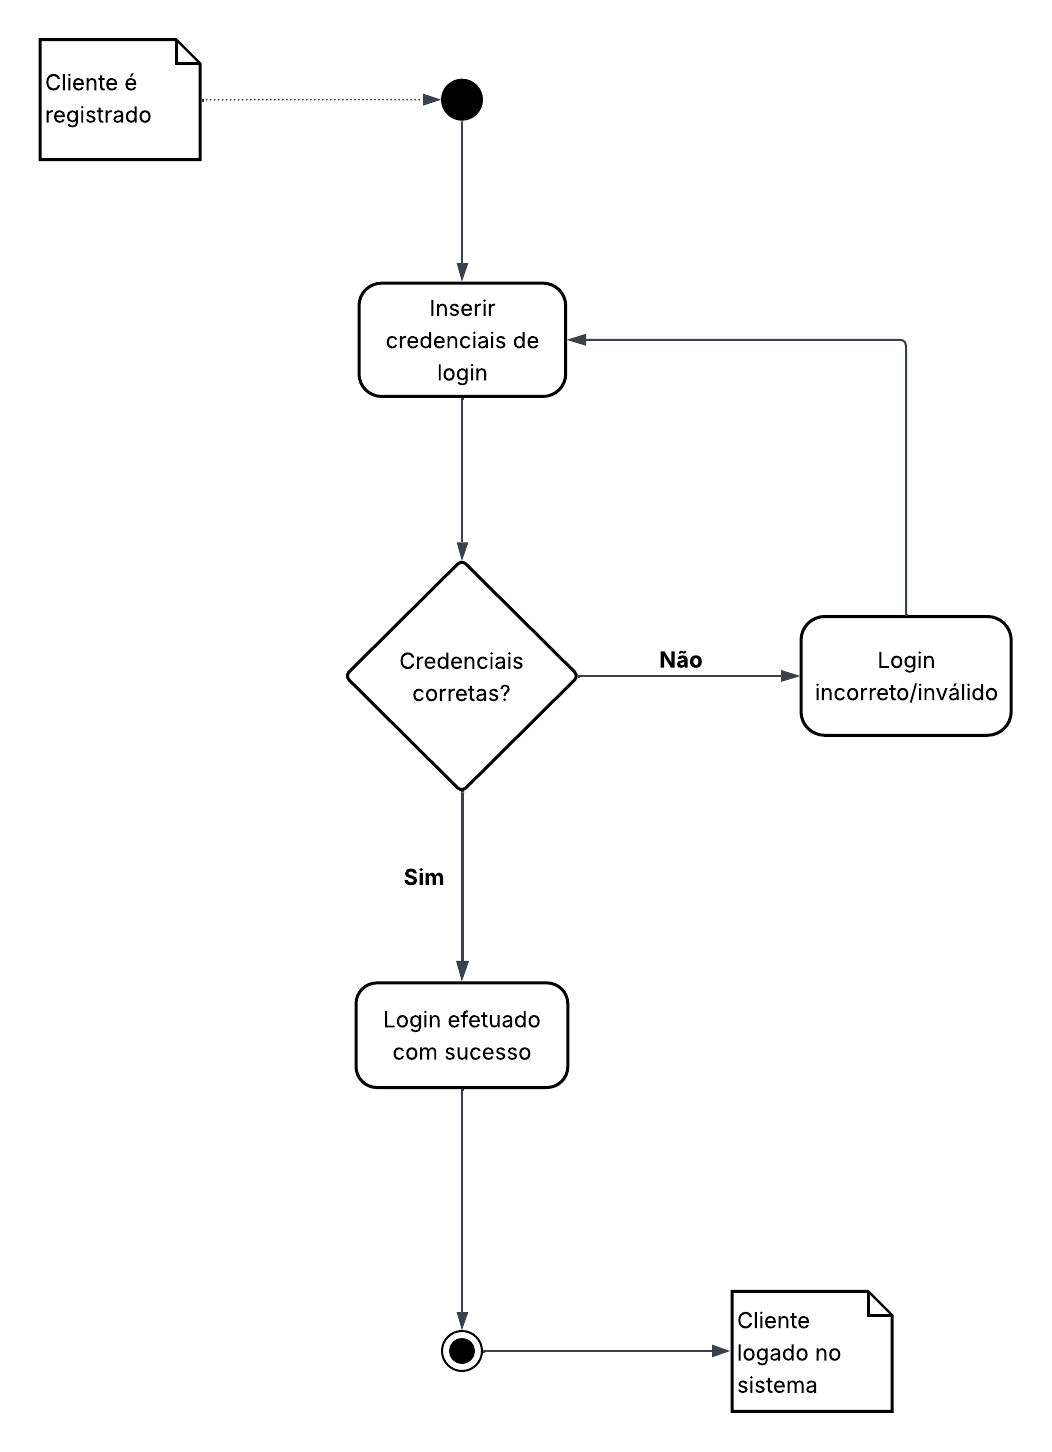 Cliente é
registrado
Inserir
credenciais de
login
Credenciais
corretas?
Não
Login
incorreto/inválido
Sim
Login efetuado
com sucesso
Cliente
logado no
sistema